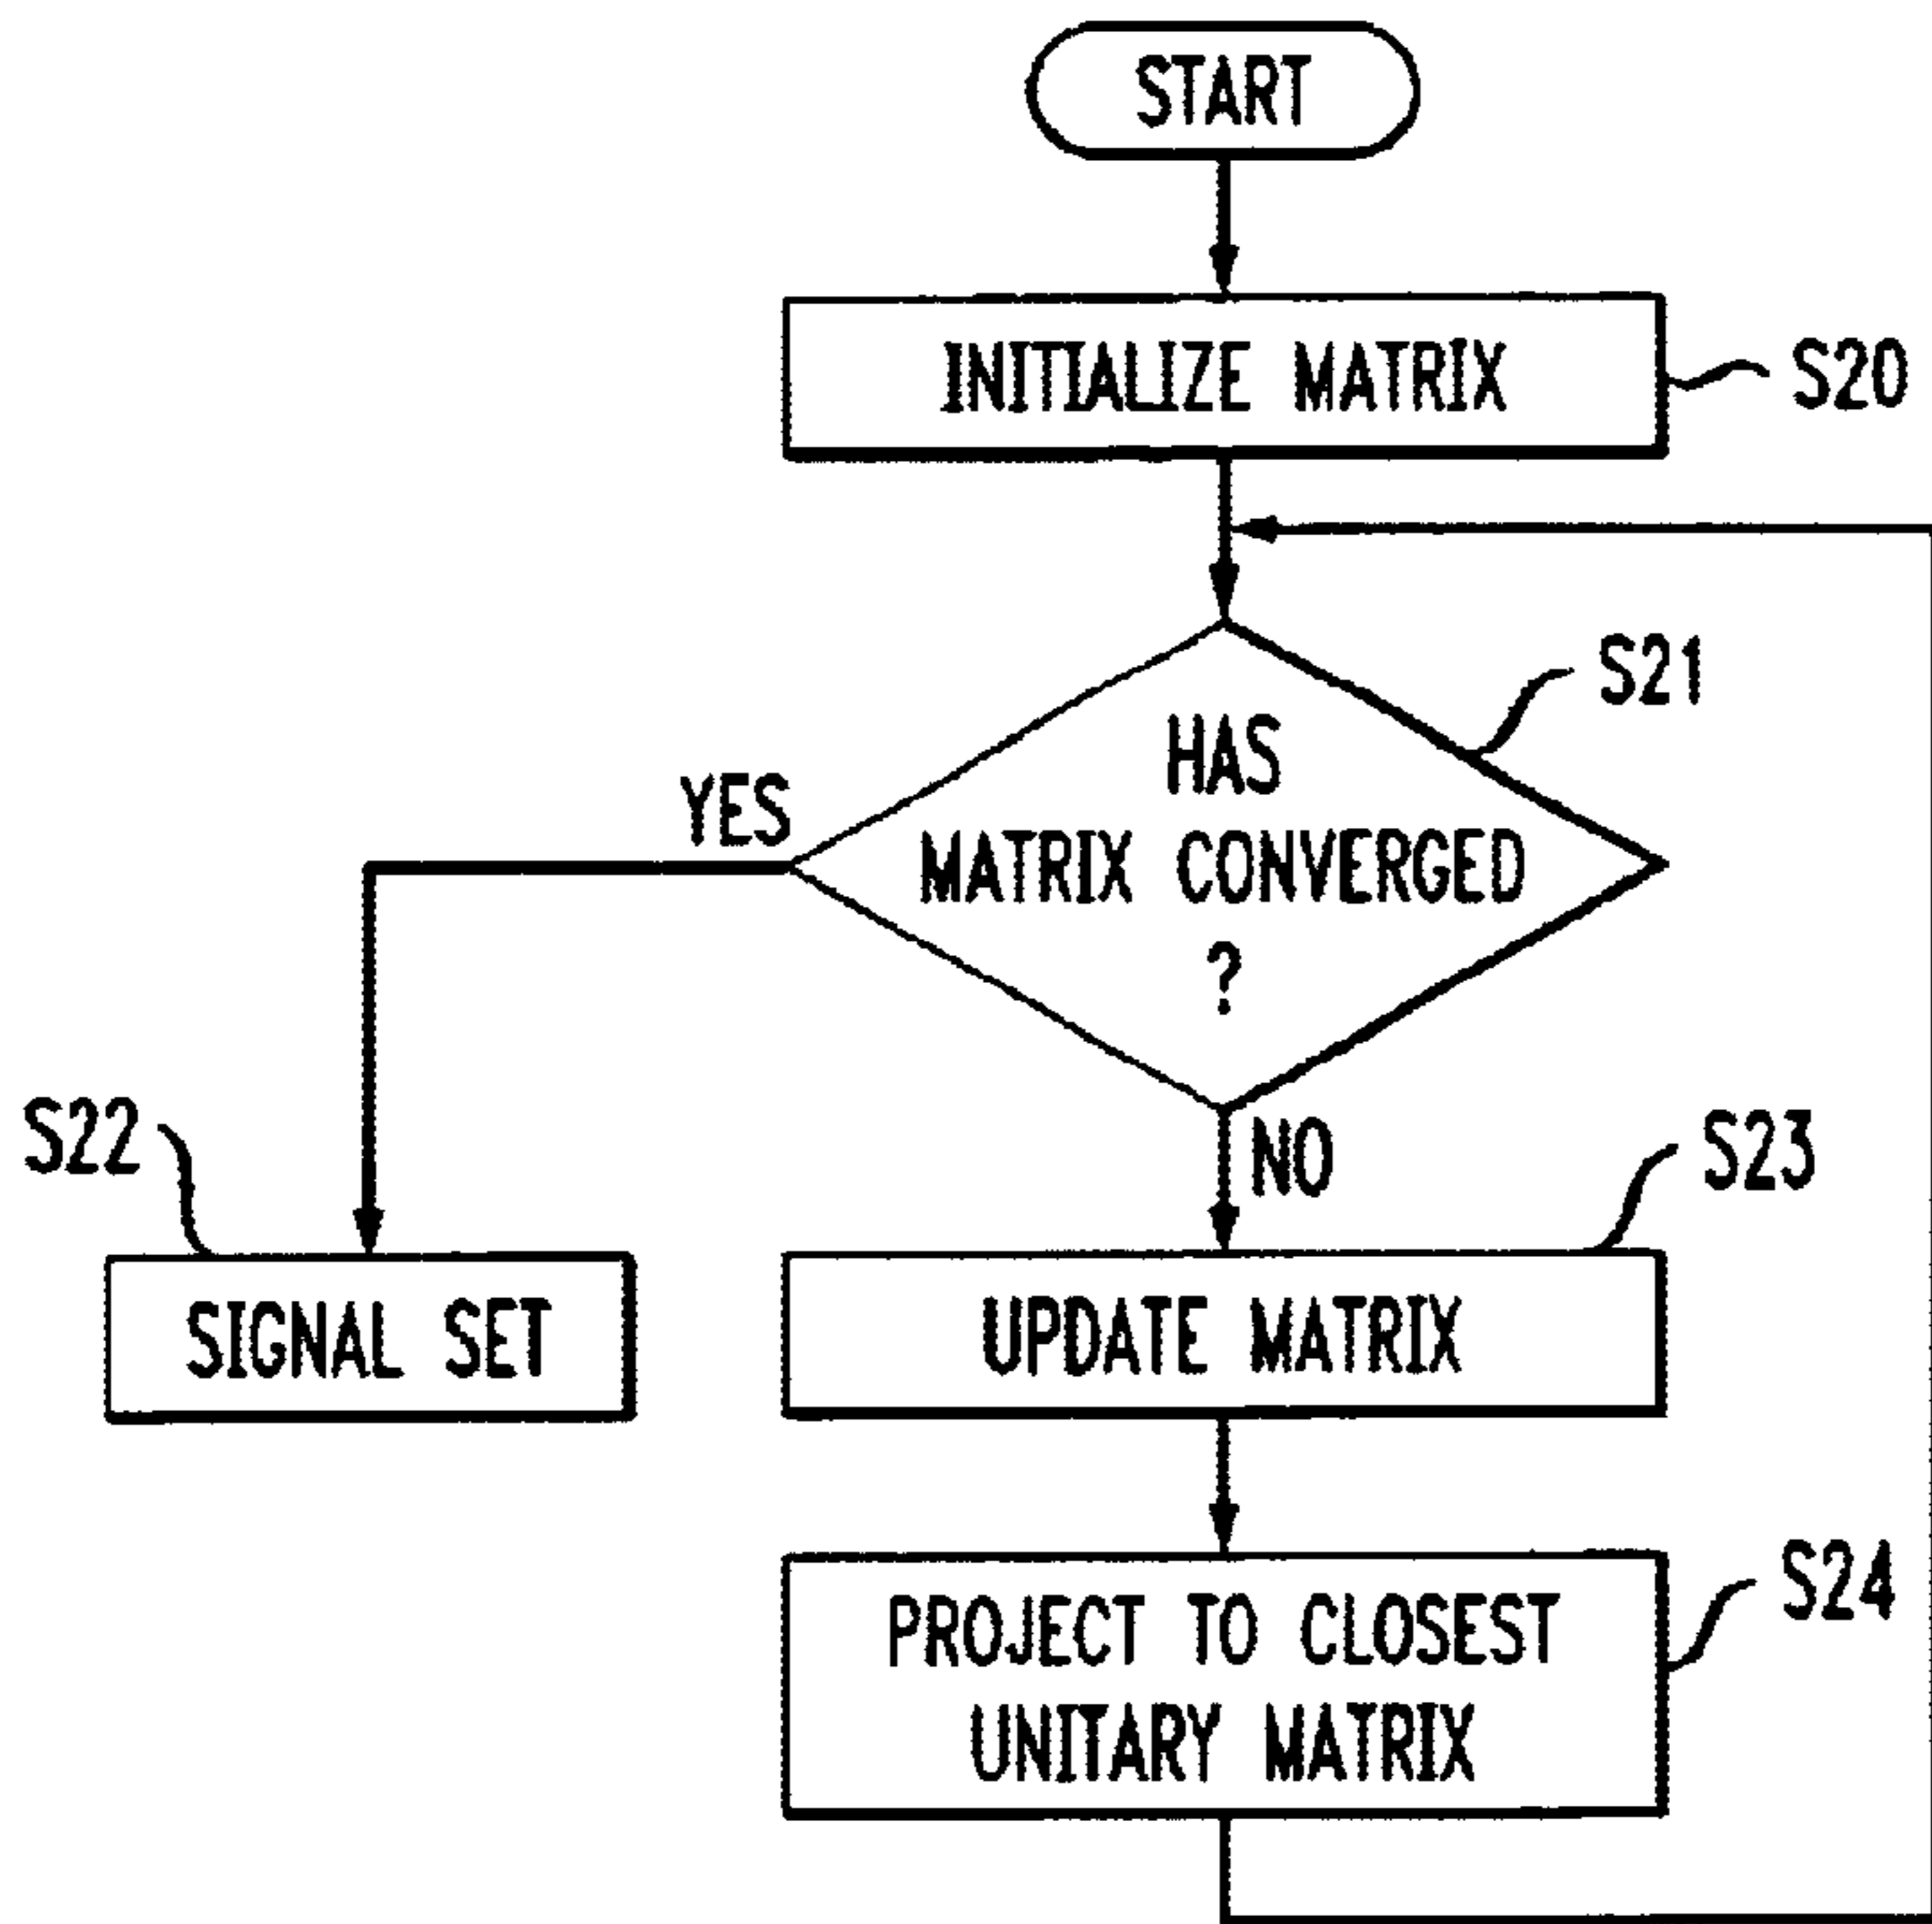 START
INITIALIZE MATRIX
S20
S21
HAS
MATRIX CONVERGED
?
YES
NO
S22
S23
SIGNAL SET
UPDATE MATRIX
S24
PROJECT TO CLOSEST
UNITARY MATRIX